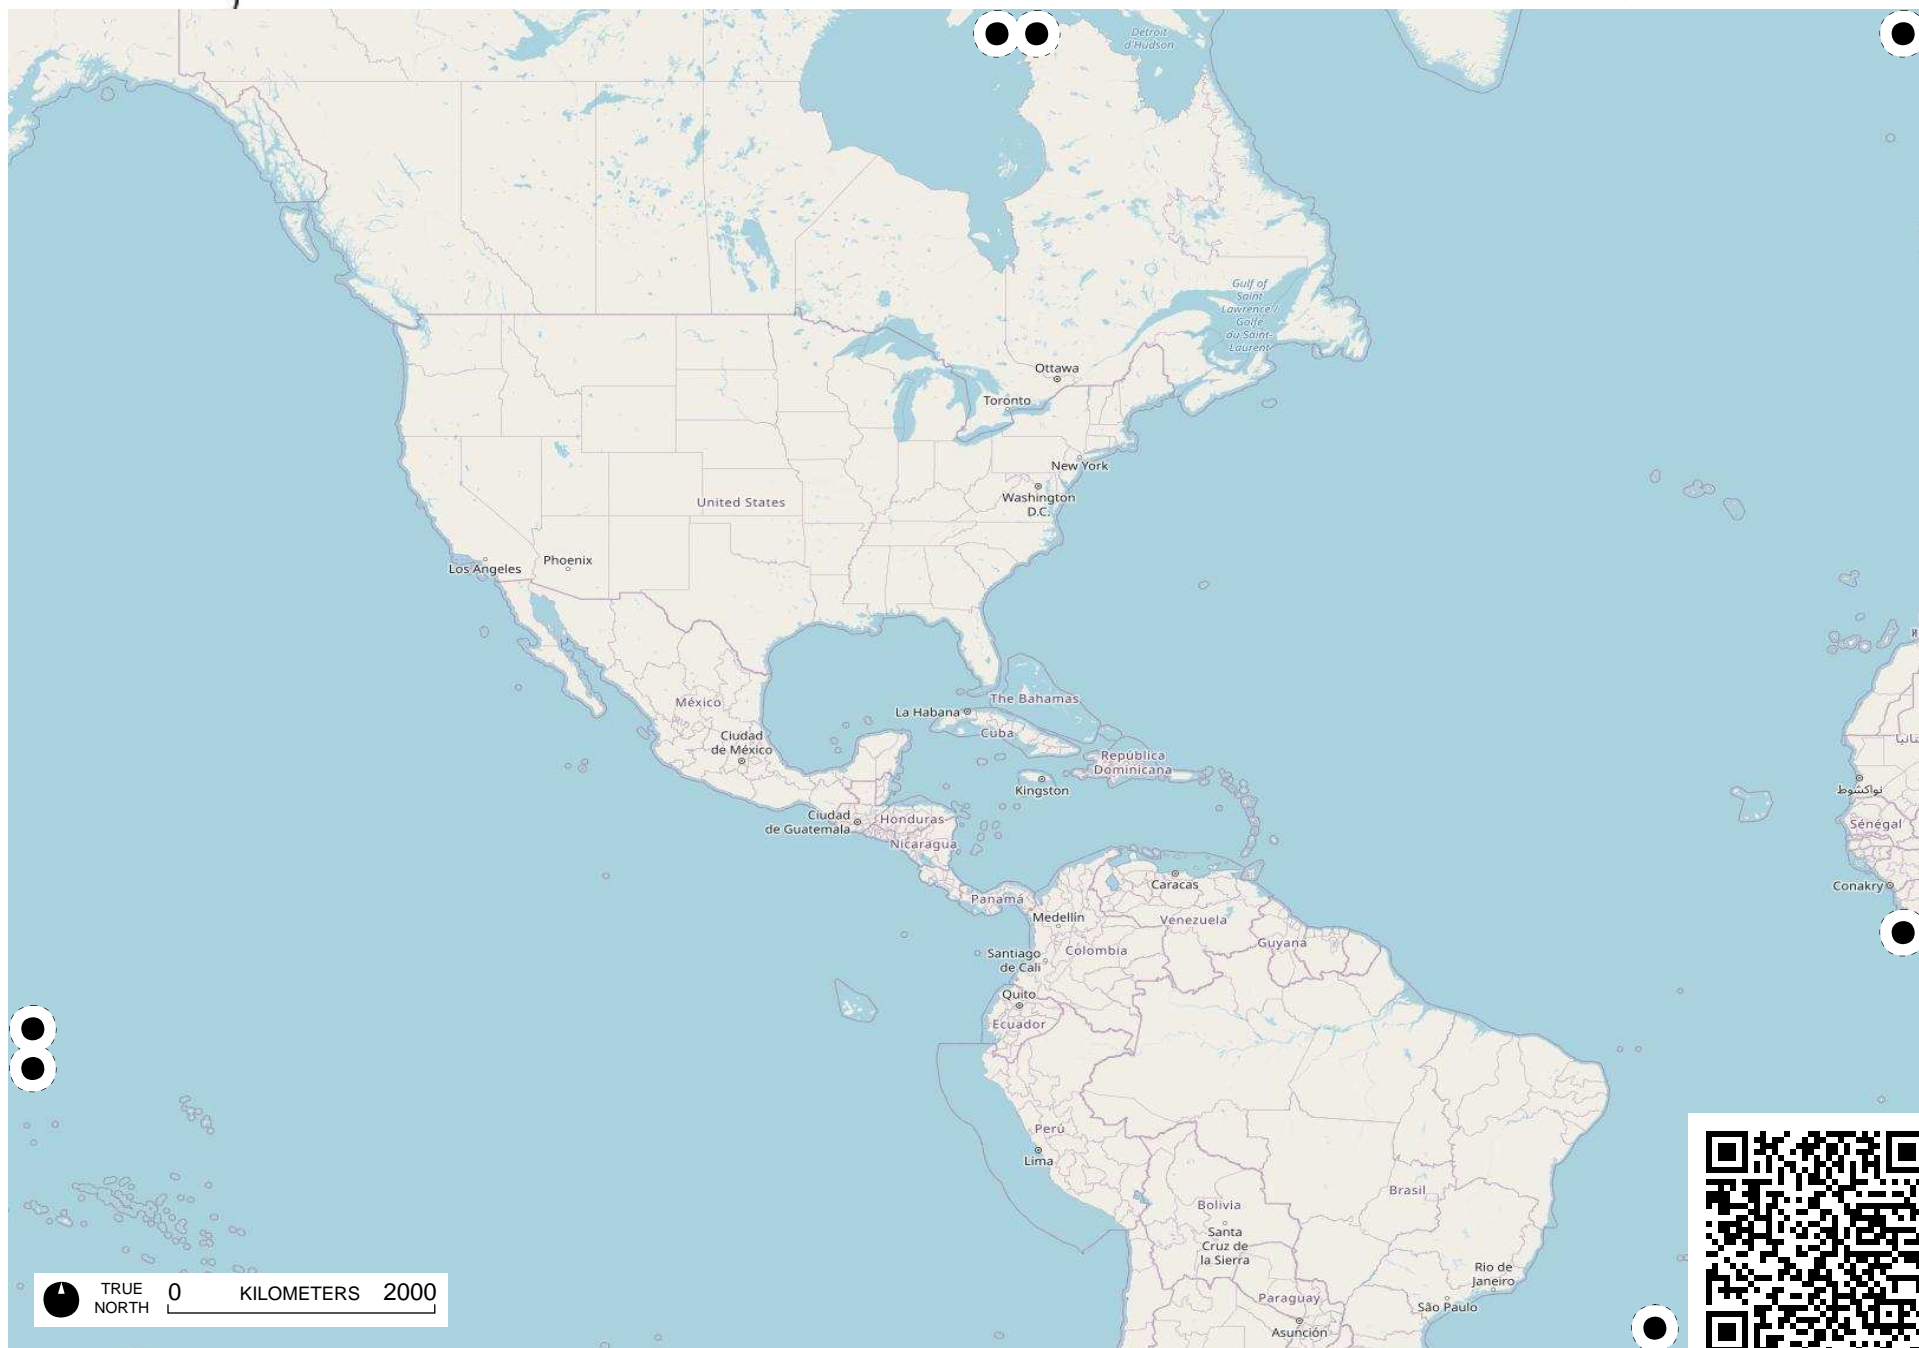 Détroit
d'Hudson
Gulf of
Saint
Lawrence /
Golfe
du Saint-
Laurent
Ottawa
Toronto
New York
Washington
D.C.
United States
Los Angeles
Phoenix
México
Ciudad
de México
La Habana
The Bahamas
Cuba
República
Dominicana
Kingston
Ciudad
de Guatemala
Honduras
Nicaragua
نواكشوط
Sénégal
Conakry
Panamá
Caracas
Medellín
Venezuela
Guyana
Colombia
Santiago
de Cali
Quito
Ecuador
Perú
Lima
Brasil
Bolivia
Santa
Cruz de
la Sierra
Rio de
Janeiro
São Paulo
Paraguay
Asunción
TRUE
NORTH
0 KILOMETERS 2000